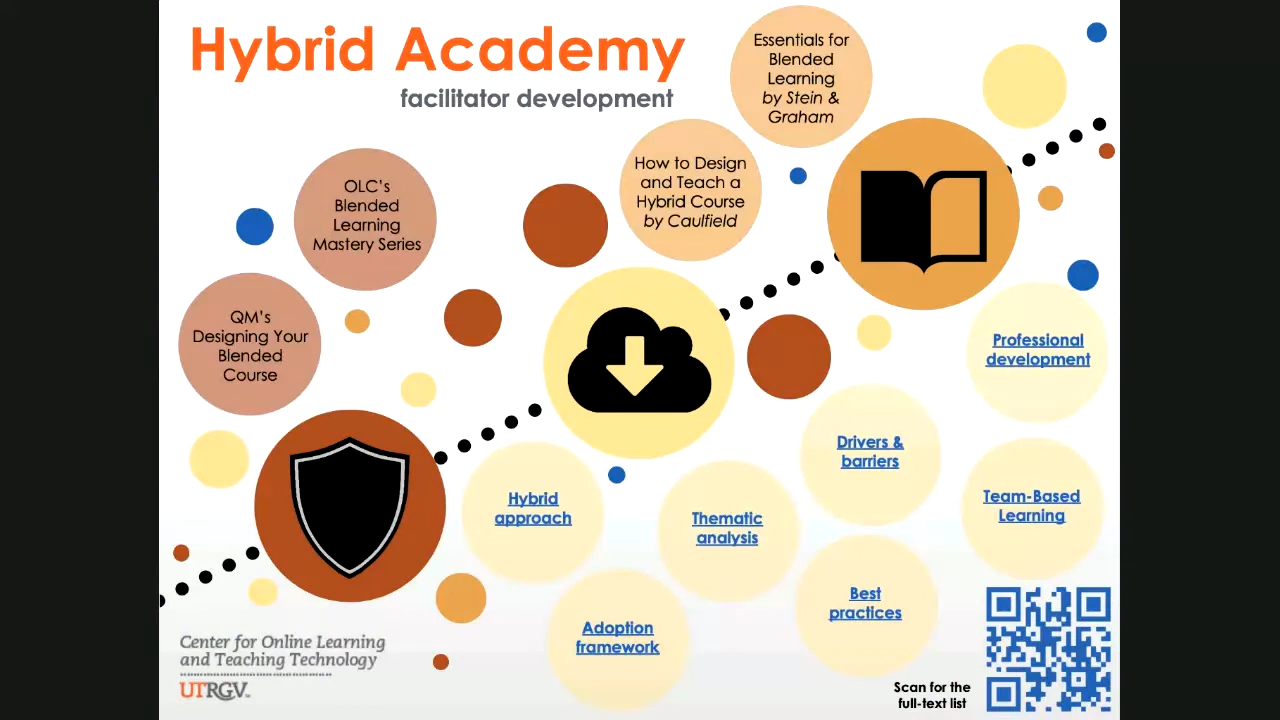 Hybrid Academy
facilitator development
Essentials for
Blended
Learning
by Stein &
Graham
How to Design
and Teach a
Hybrid Course
by Caulfield
OLC's
Blended
Learning
Mastery Series
QM's
Designing Your
Blended
Course
Professional
development
Drivers &
barriers
Hybrid
approach
Thematic
analysis
Team-Based
Learning
Best
practices
Adoption
framework
Center for Online Learning
and Teaching Technology
UTRGV
Scan for the
full-text list